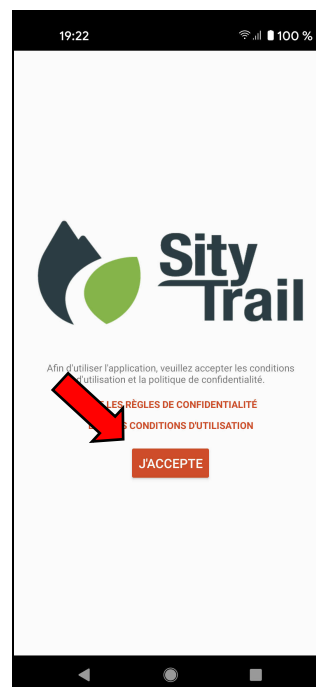 19:22
100 %
Sity
Trail
Afin d'utiliser l'application, veuillez accepter les conditions
d'utilisation et la politique de confidentialité.
LES RÈGLES DE CONFIDENTIALITÉ
CONDITIONS D'UTILISATION
J'ACCEPTE